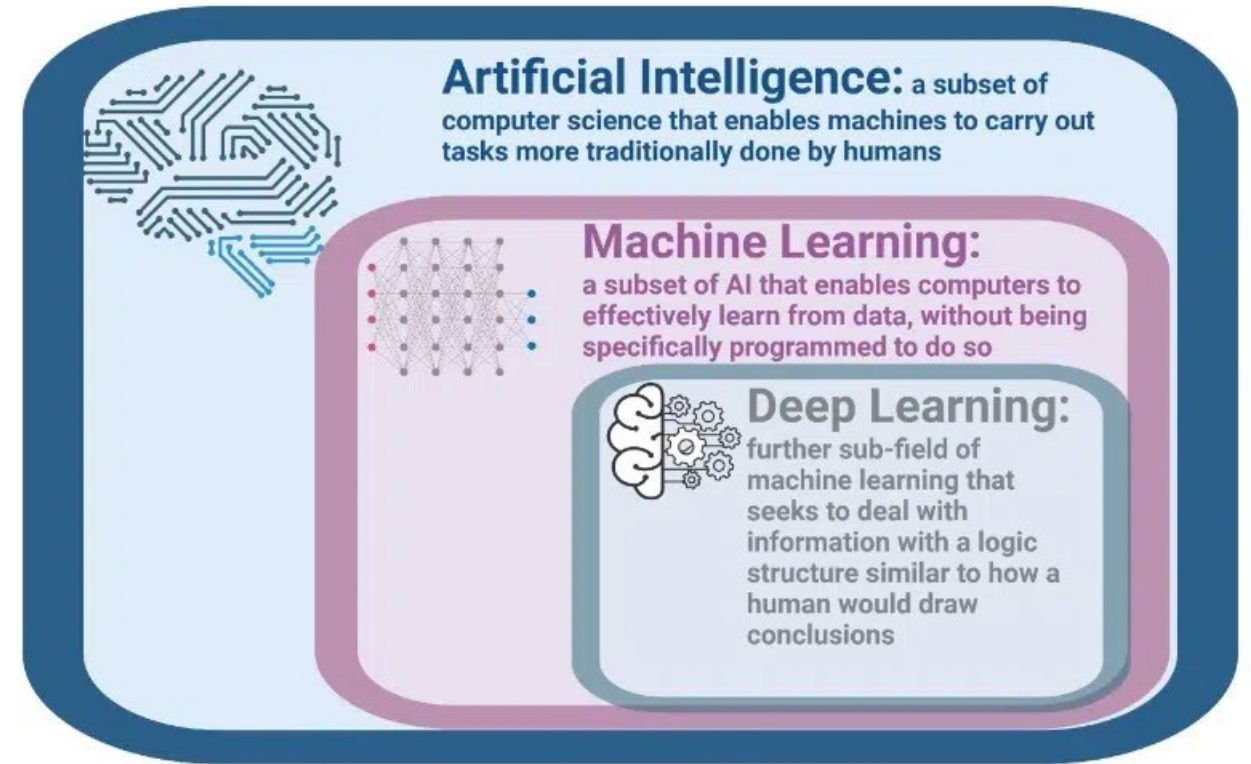 Artificial Intelligence: a subset of
computer science that enables machines to carry out
tasks more traditionally done by humans
Machine Learning:
a subset of AI that enables computers to
effectively learn from data, without being
specifically programmed to do so
Deep Learning:
further sub-field of
machine learning that
seeks to deal with
information with a logic
structure similar to how a
human would draw
conclusions